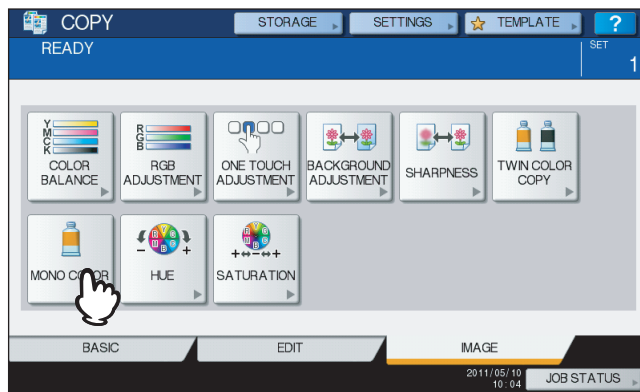 COPY
STORAGE
SETTINGS
TEMPLATE
?
READY
SET
1
Y
M
C
K
COLOR
BALANCE
R
G
B
RGB
ADJUSTMENT
ONE TOUCH
ADJUSTMENT
BACKGROUND
ADJUSTMENT
SHARPNESS
TWIN COLOR
COPY
MONO COLOR
HUE
SATURATION
BASIC
EDIT
IMAGE
2011/05/10
10:04
JOB STATUS